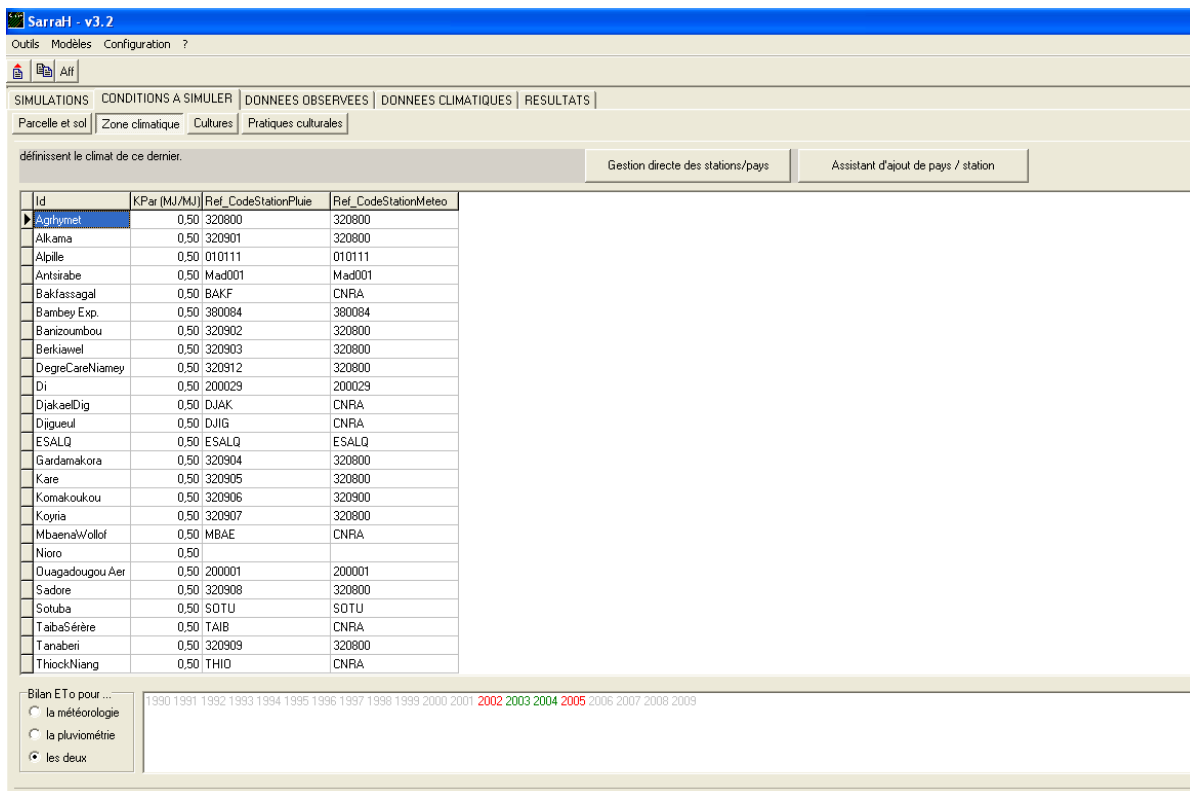 SarraH - v3.2
Outils Modèles Configuration ?
Aff
SIMULATIONS CONDITIONS A SIMULER DONNEES OBSERVEES DONNEES CLIMATIQUES RESULTATS
Parcelle et sol Zone climatique Cultures Pratiques culturales
définissent le climat de ce dernier.
Gestion directe des stations/pays Assistant d'ajout de pays / station
Id KPar (MJ/MJ) Ref_CodeStationPluie Ref_CodeStationMeteo
Agrhymet 0,50 320800 320800
Alkama 0,50 320901 320800
Alpille 0,50 010111 010111
Antsirabe 0,50 Mad001 Mad001
Bakfassagal 0,50 BAKF CNRA
Bambey Exp. 0,50 380084 380084
Banizoumbou 0,50 320902 320800
Berkiawel 0,50 320903 320800
DegreCareNiamey 0,50 320912 320800
Di 0,50 200029 200029
DjakaelDig 0,50 DJAK CNRA
Djigueul 0,50 DJIG CNRA
ESALQ 0,50 ESALQ ESALQ
Gardamakora 0,50 320904 320800
Kare 0,50 320905 320800
Komakoukou 0,50 320906 320900
Koyria 0,50 320907 320800
MbaenaWollof 0,50 MBAE CNRA
Nioro 0,50
Ouagadougou Aer 0,50 200001 200001
Sadore 0,50 320908 320800
Sotuba 0,50 SOTU SOTU
TaibaSérère 0,50 TAIB CNRA
Tanaberi 0,50 320909 320800
ThiockNiang 0,50 THIO CNRA
Bilan ETo pour ...
la météorologie
la pluviométrie
les deux
1990 1991 1992 1993 1994 1995 1996 1997 1998 1999 2000 2001 2002 2003 2004 2005 2006 2007 2008 2009